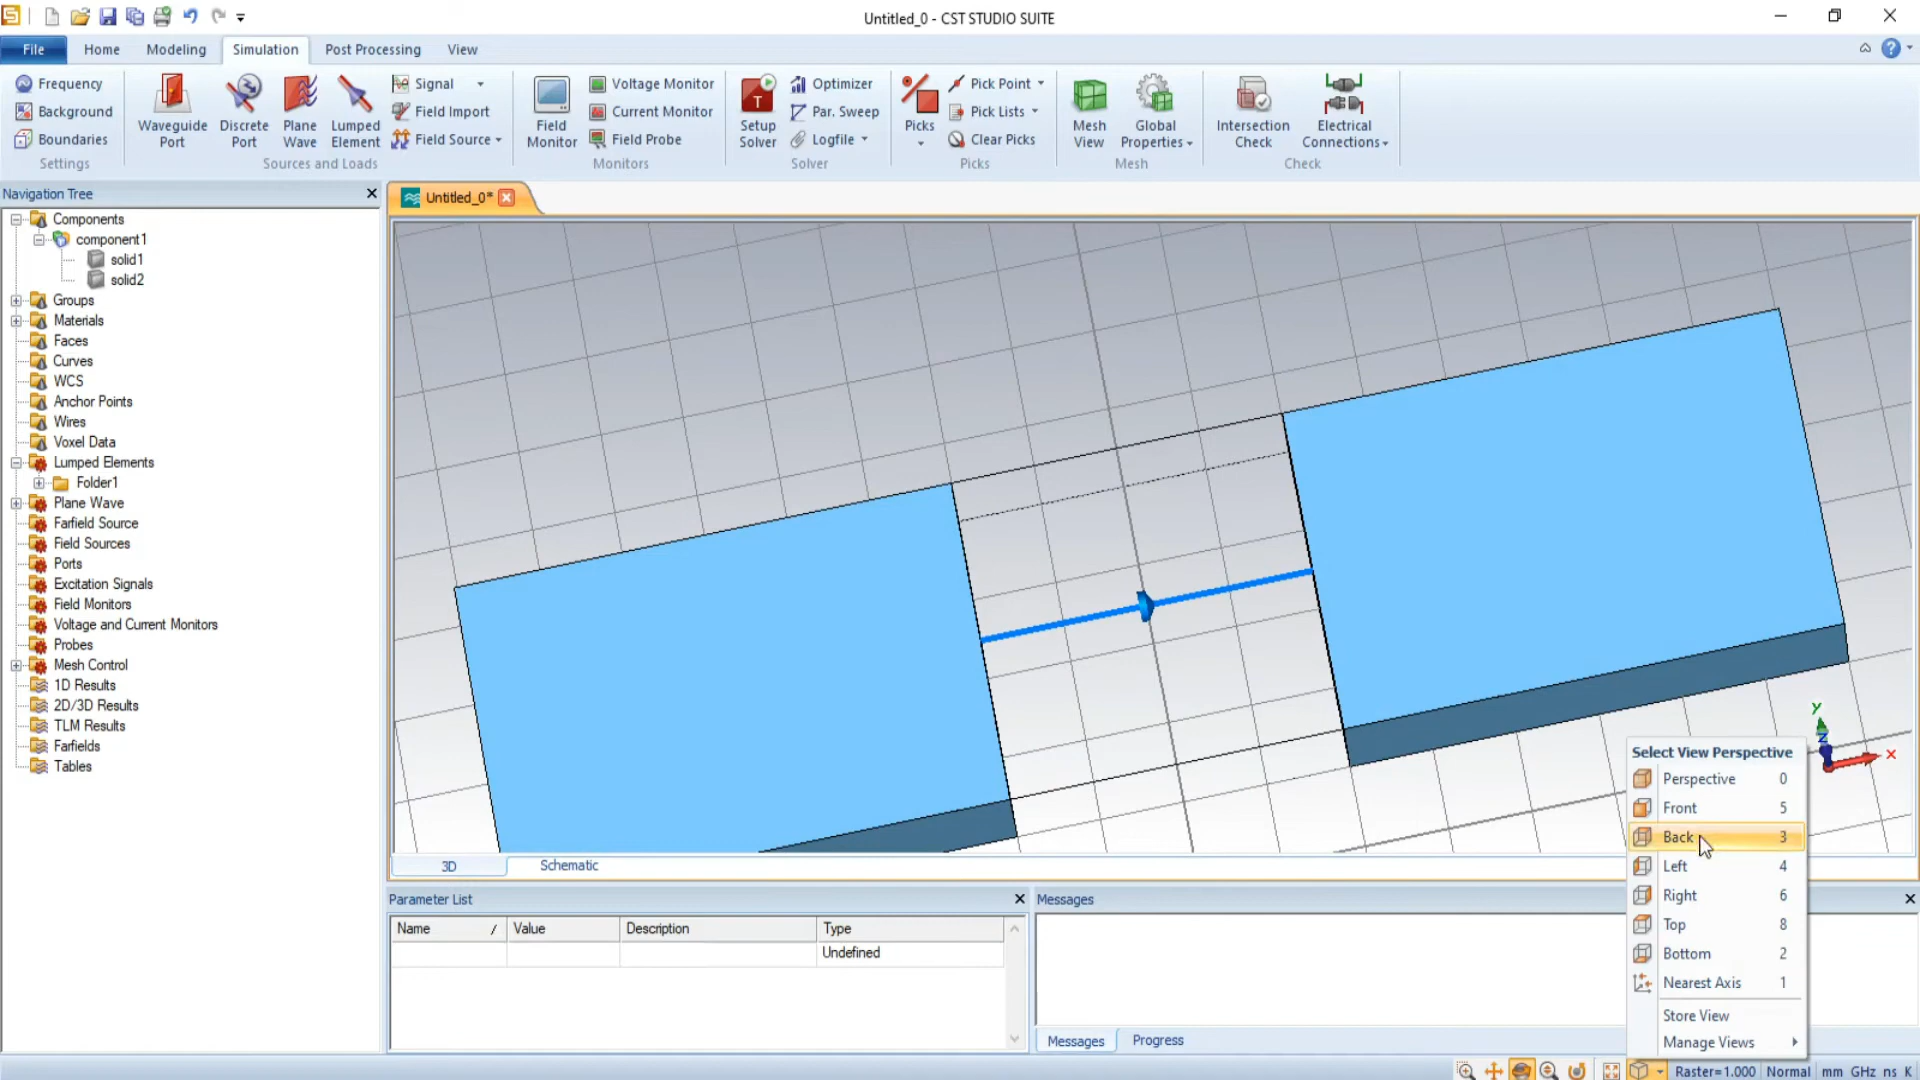 Untitled_0 - CST STUDIO SUITE
File Home Modeling Simulation Post Processing View
Frequency
Background
Boundaries
Settings
Waveguide Port
Discrete Port
Plane Wave
Lumped Element
Signal
Field Import
Field Source
Sources and Loads
Field Monitor
Voltage Monitor
Current Monitor
Field Probe
Monitors
Setup Solver
Optimizer
Par. Sweep
Logfile
Solver
Picks
Pick Point
Pick Lists
Clear Picks
Picks
Mesh View
Global Properties
Mesh
Intersection Check
Electrical Connections
Check
Navigation Tree
Untitled_0*
Components
component1
solid1
solid2
Groups
Materials
Faces
Curves
WCS
Anchor Points
Wires
Voxel Data
Lumped Elements
Folder1
Plane Wave
Farfield Source
Field Sources
Ports
Excitation Signals
Field Monitors
Voltage and Current Monitors
Probes
Mesh Control
1D Results
2D/3D Results
TLM Results
Farfields
Tables
y
z
x
Select View Perspective
Perspective 0
Front 5
Back 3
Left 4
Right 6
Top 8
Bottom 2
Nearest Axis 1
Store View
Manage Views
3D Schematic
Parameter List
Name / Value Description Type
Undefined
Messages
Messages Progress
Raster=1.000 Normal mm GHz ns K